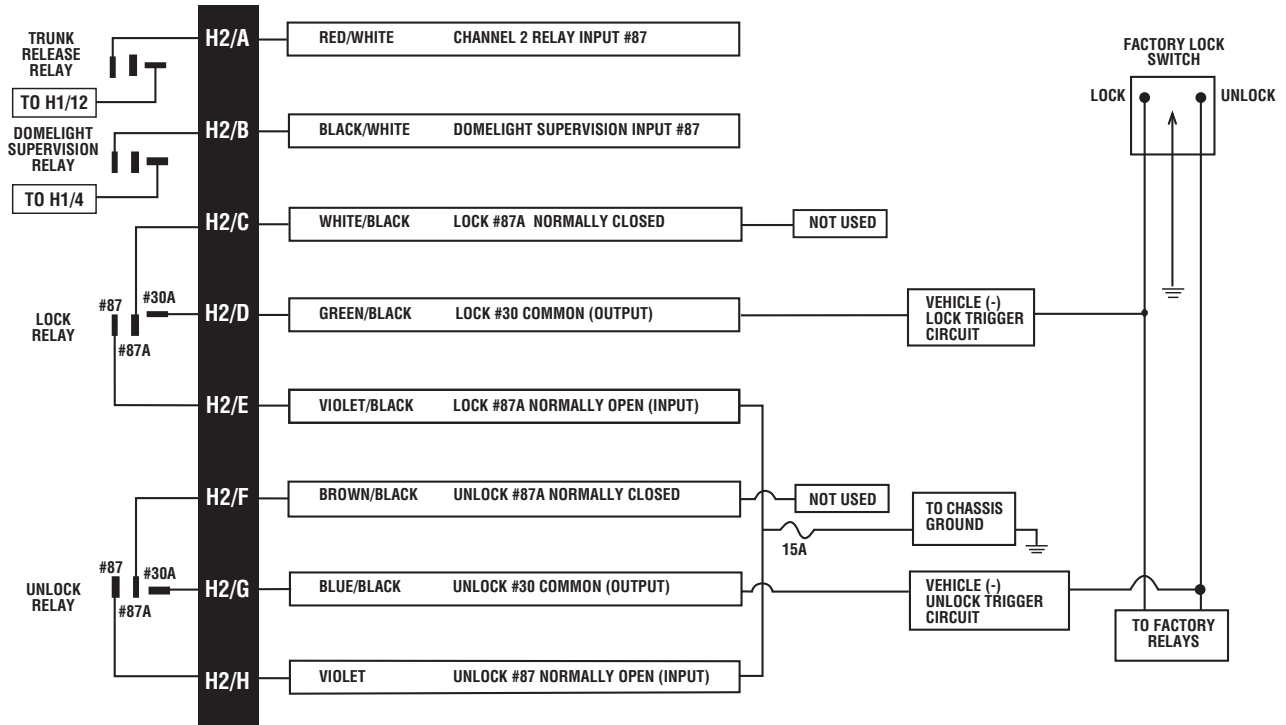 TRUNK
RELEASE
RELAY
TO H1/12
DOMELIGHT
SUPERVISION
RELAY
TO H1/4
H2/A
RED/WHITE CHANNEL 2 RELAY INPUT #87
H2/B
BLACK/WHITE DOMELIGHT SUPERVISION INPUT #87
H2/C
WHITE/BLACK LOCK #87A NORMALLY CLOSED
NOT USED
LOCK
RELAY
#87
#30A
#87A
H2/D
GREEN/BLACK LOCK #30 COMMON (OUTPUT)
VEHICLE (-)
LOCK TRIGGER
CIRCUIT
H2/E
VIOLET/BLACK LOCK #87A NORMALLY OPEN (INPUT)
H2/F
BROWN/BLACK UNLOCK #87A NORMALLY CLOSED
NOT USED
15A
TO CHASSIS
GROUND
UNLOCK
RELAY
#87
#30A
#87A
H2/G
BLUE/BLACK UNLOCK #30 COMMON (OUTPUT)
VEHICLE (-)
UNLOCK TRIGGER
CIRCUIT
H2/H
VIOLET UNLOCK #87 NORMALLY OPEN (INPUT)
FACTORY LOCK
SWITCH
LOCK
UNLOCK
TO FACTORY
RELAYS